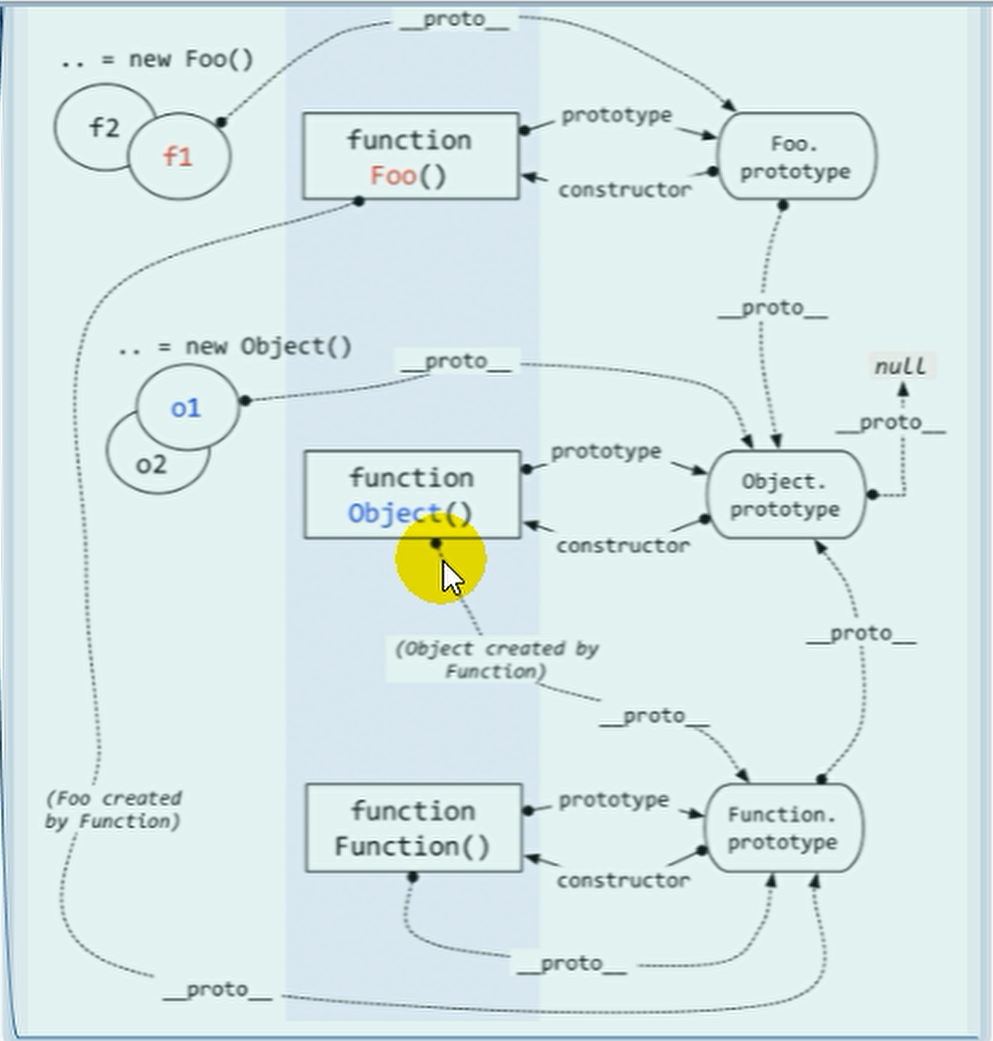 __proto__
.. = new Foo()
f2
f1
function
Foo()
prototype
constructor
Foo.
prototype
__proto__
.. = new Object()
__proto__
null
__proto__
o1
o2
function
Object()
prototype
constructor
Object.
prototype
(Object created by
Function)
__proto__
__proto__
(Foo created
by Function)
function
Function()
prototype
constructor
Function.
prototype
__proto__
__proto__